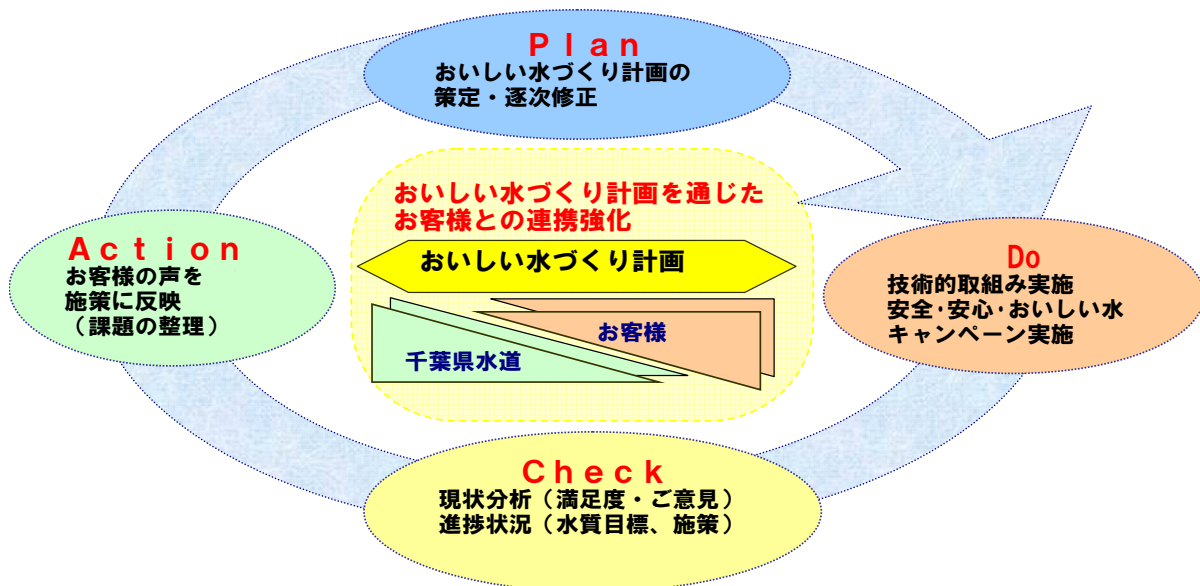 Ｐｌａｎ
おいしい水づくり計画の
策定・逐次修正
おいしい水づくり計画を通じた
お客様との連携強化
おいしい水づくり計画
お客様
千葉県水道
Ａｃｔｉｏｎ
お客様の声を
施策に反映
（課題の整理）
Do
技術的取組み実施
安全･安心･おいしい水
キャンペーン実施
Ｃｈｅｃｋ
現状分析（満足度・ご意見）
進捗状況（水質目標、施策）